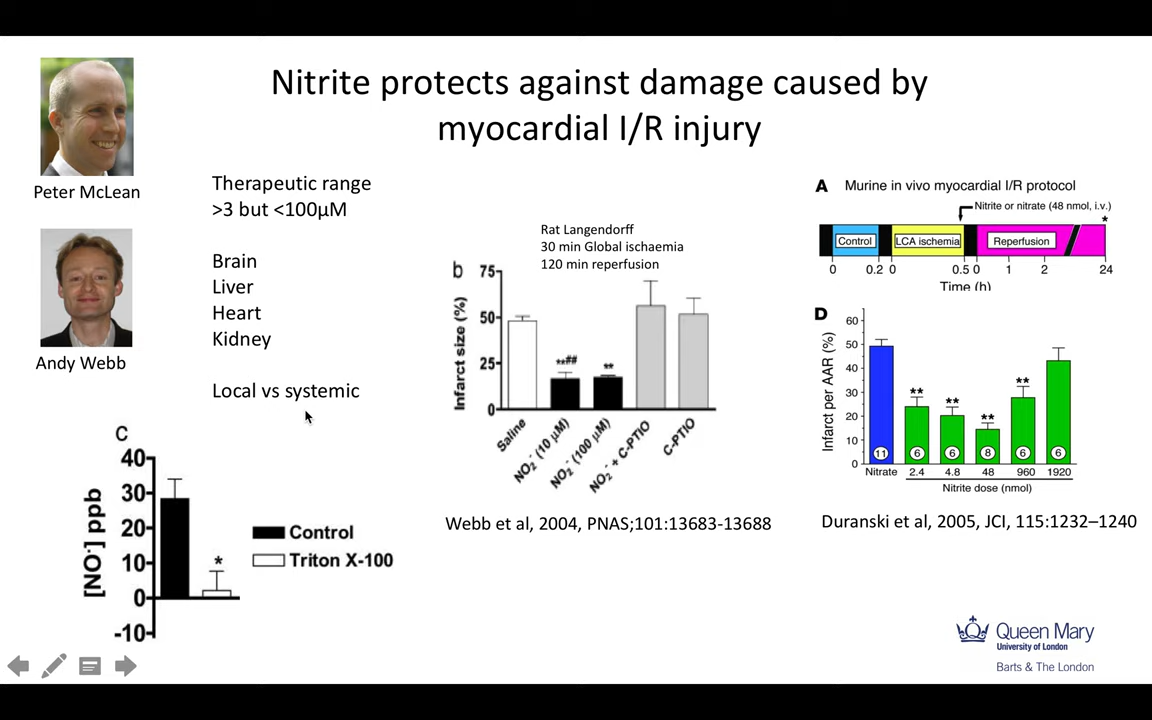 Nitrite protects against damage caused by
myocardial I/R injury
Peter McLean
Andy Webb
Therapeutic range
>3 but <100µM
Brain
Liver
Heart
Kidney
Local vs systemic
C
40
30
20
10
0
-10
[NO·] ppb
*
Control
Triton X-100
Rat Langendorff
30 min Global ischaemia
120 min reperfusion
b
75
50
25
0
Infarct size (%)
**##
**
Saline
NO₂⁻ (10 µM)
NO₂⁻ (100 µM)
NO₂⁻ + C-PTIO
C-PTIO
Webb et al, 2004, PNAS;101:13683-13688
A Murine in vivo myocardial I/R protocol
Nitrite or nitrate (48 nmol, i.v.)
*
Control LCA ischemia Reperfusion
0 0.2 0 0.5 0 1 2 24
Time (h)
D
60
50
40
30
20
10
0
Infarct per AAR (%)
** ** ** **
11 6 6 8 6 6
Nitrate 2.4 4.8 48 960 1920
Nitrite dose (nmol)
Duranski et al, 2005, JCI, 115:1232–1240
Queen Mary
University of London
Barts & The London